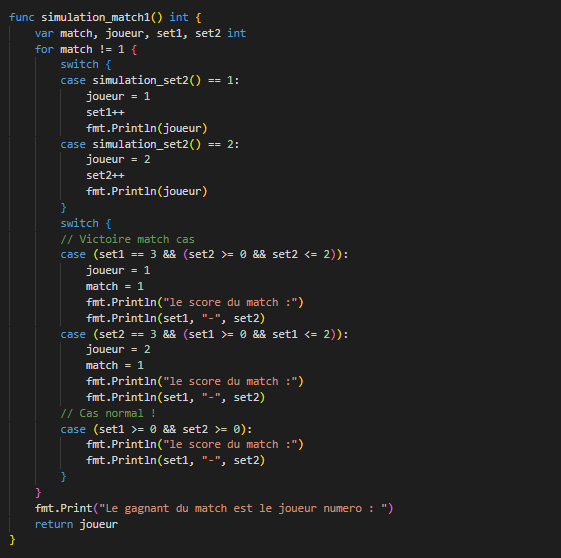 func simulation_match1() int {
    var match, joueur, set1, set2 int
    for match != 1 {
        switch {
        case simulation_set2() == 1:
            joueur = 1
            set1++
            fmt.Println(joueur)
        case simulation_set2() == 2:
            joueur = 2
            set2++
            fmt.Println(joueur)
        }
        switch {
        // Victoire match cas
        case (set1 == 3 && (set2 >= 0 && set2 <= 2)):
            joueur = 1
            match = 1
            fmt.Println("le score du match :")
            fmt.Println(set1, "-", set2)
        case (set2 == 3 && (set1 >= 0 && set1 <= 2)):
            joueur = 2
            match = 1
            fmt.Println("le score du match :")
            fmt.Println(set1, "-", set2)
        // Cas normal !
        case (set1 >= 0 && set2 >= 0):
            fmt.Println("le score du match :")
            fmt.Println(set1, "-", set2)
        }
    }
    fmt.Print("Le gagnant du match est le joueur numero : ")
    return joueur
}